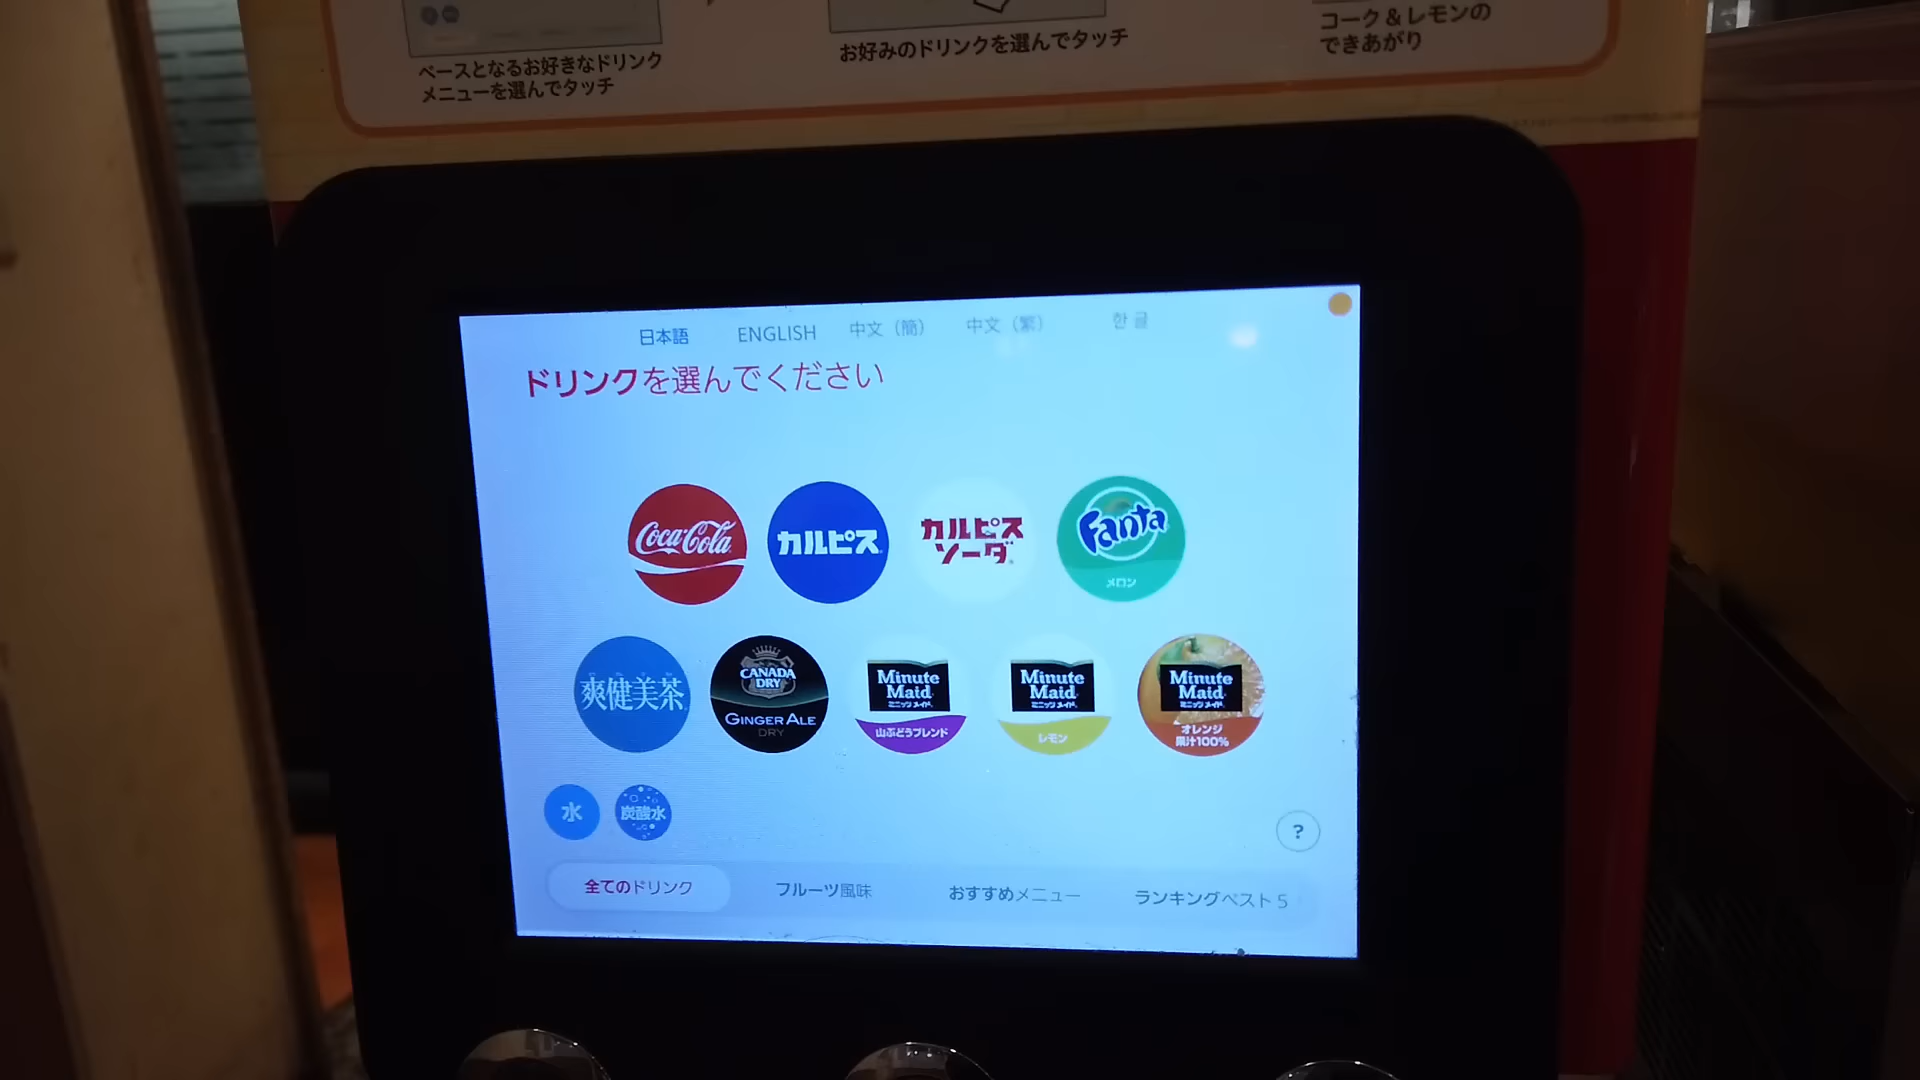 ベースとなるお好きなドリンク
メニューを選んでタッチ
お好みのドリンクを選んでタッチ
コーク＆レモンの
できあがり
日本語 ENGLISH 中文（簡） 中文（繁） 한글
ドリンクを選んでください
Coca-Cola
カルピス
カルピス
ソーダ
Fanta
メロン
爽健美茶
CANADA
DRY
GINGER ALE
DRY
Minute
Maid
ミニッツメイド
山ぶどうブレンド
Minute
Maid
ミニッツメイド
レモン
Minute
Maid
ミニッツメイド
オレンジ
果汁100%
水
炭酸水
?
全てのドリンク フルーツ風味 おすすめメニュー ランキングベスト5